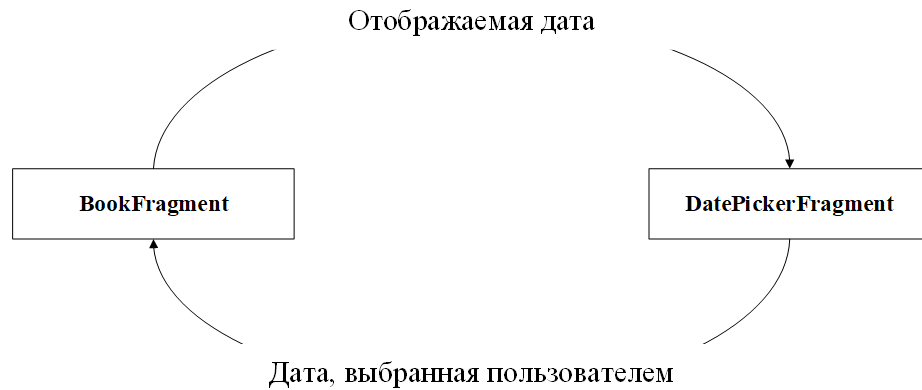 Отображаемая дата
BookFragment
DatePickerFragment
Дата, выбранная пользователем